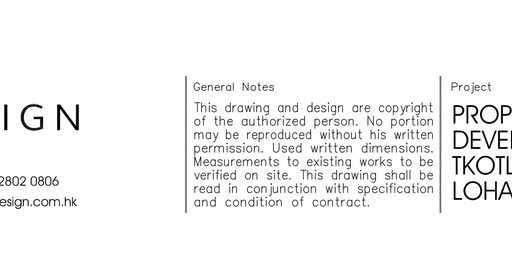 IGN
2802 0806
esign.com.hk
General Notes
This drawing and design are copyright
of the authorized person. No portion
may be reproduced without his written
permission. Used written dimensions.
Measurements to existing works to be
verified on site. This drawing shall be
read in conjunction with specification
and condition of contract.
Project
PROP
DEVE
TKOTL
LOHA